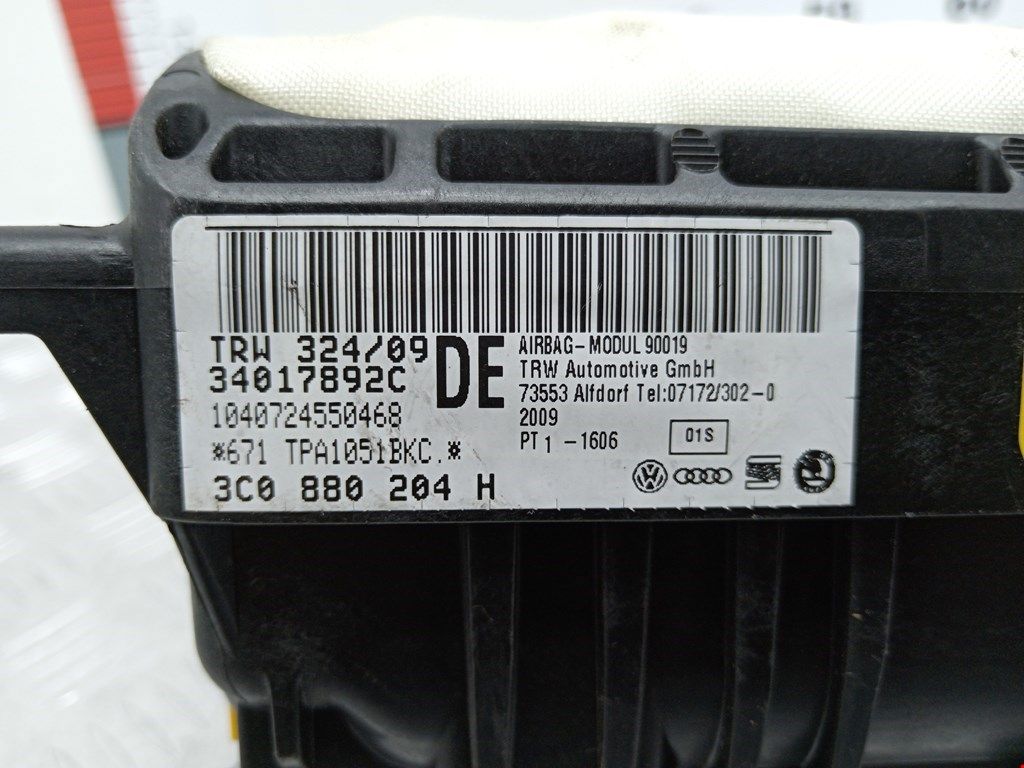 TRW 324/09
34017892C
DE
1040724550468
*671 TPA1051BKC.*
3C0 880 204 H
AIRBAG-MODUL 90019
TRW Automotive GmbH
73553 Alfdorf Tel:07172/302-0
2009
PT 1 -1606
01S